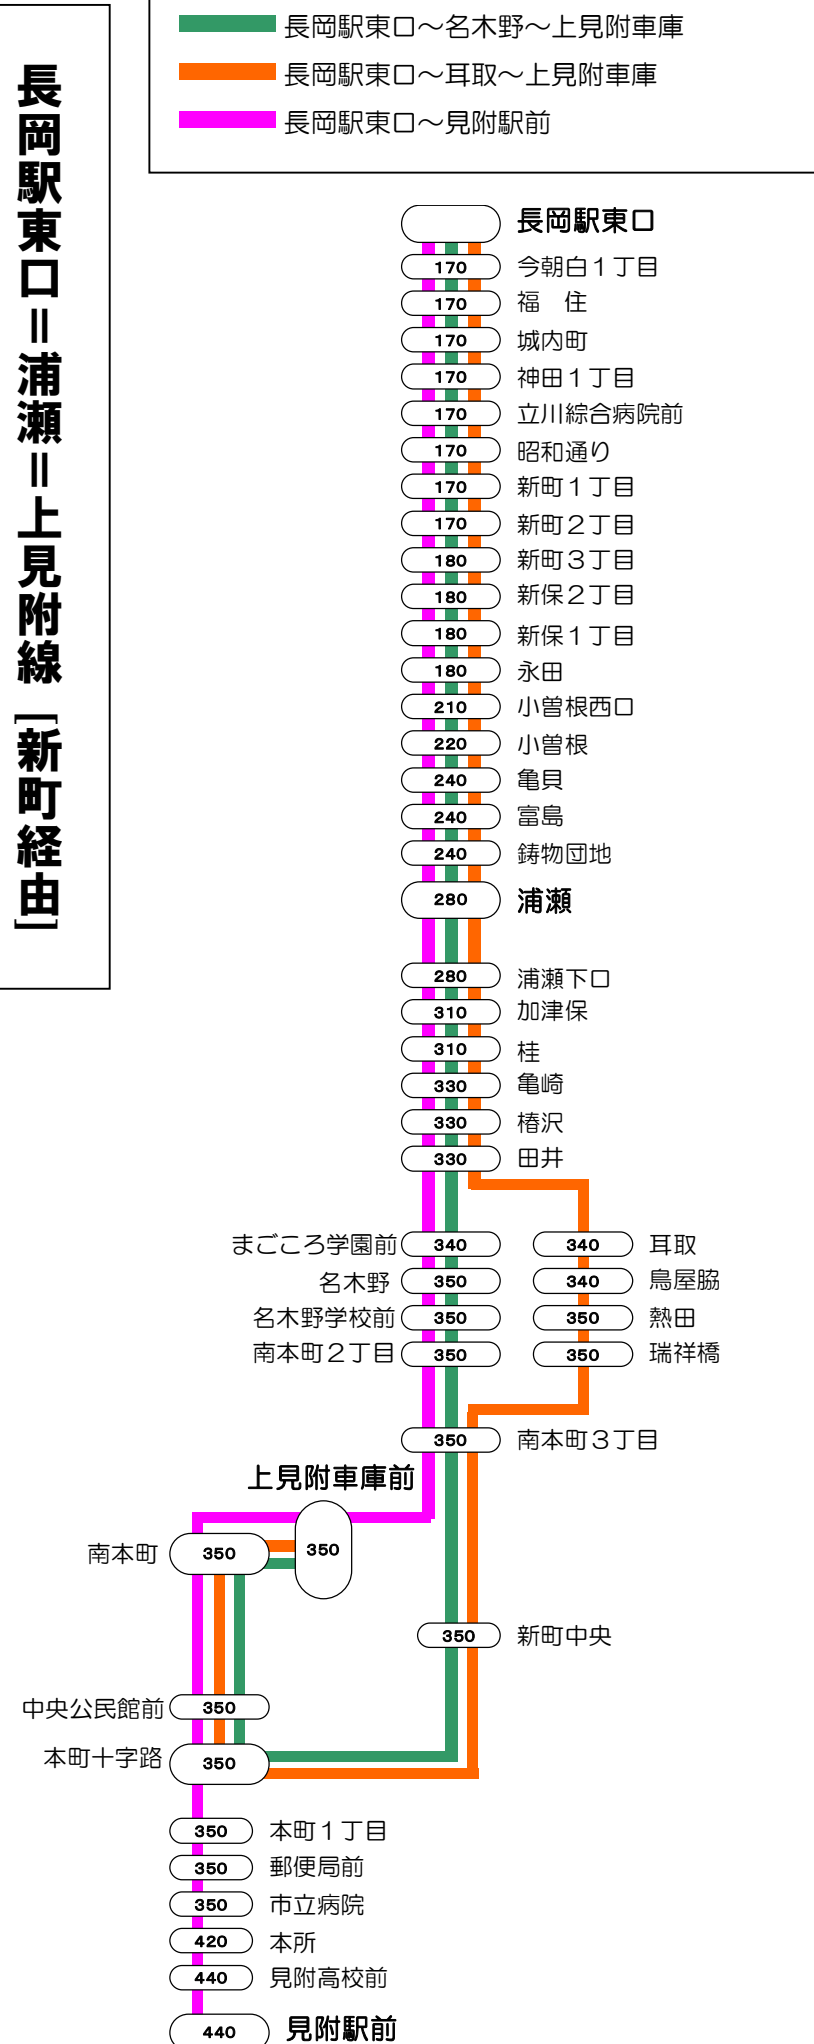 長岡駅東口～名木野～上見附車庫
長岡駅東口～耳取～上見附車庫
長岡駅東口～見附駅前
長岡駅東口＝浦瀬＝上見附線［新町経由］
長岡駅東口
170 今朝白１丁目
170 福　住
170 城内町
170 神田１丁目
170 立川綜合病院前
170 昭和通り
170 新町１丁目
170 新町２丁目
180 新町３丁目
180 新保２丁目
180 新保１丁目
180 永田
210 小曽根西口
220 小曽根
240 亀貝
240 富島
240 鋳物団地
280 浦瀬
280 浦瀬下口
310 加津保
310 桂
330 亀崎
330 椿沢
330 田井
まごころ学園前 340 340 耳取
名木野 350 340 鳥屋脇
名木野学校前 350 350 熱田
南本町２丁目 350 350 瑞祥橋
350 南本町３丁目
上見附車庫前
南本町 350 350
350 新町中央
中央公民館前 350
本町十字路 350
350 本町１丁目
350 郵便局前
350 市立病院
420 本所
440 見附高校前
440 見附駅前